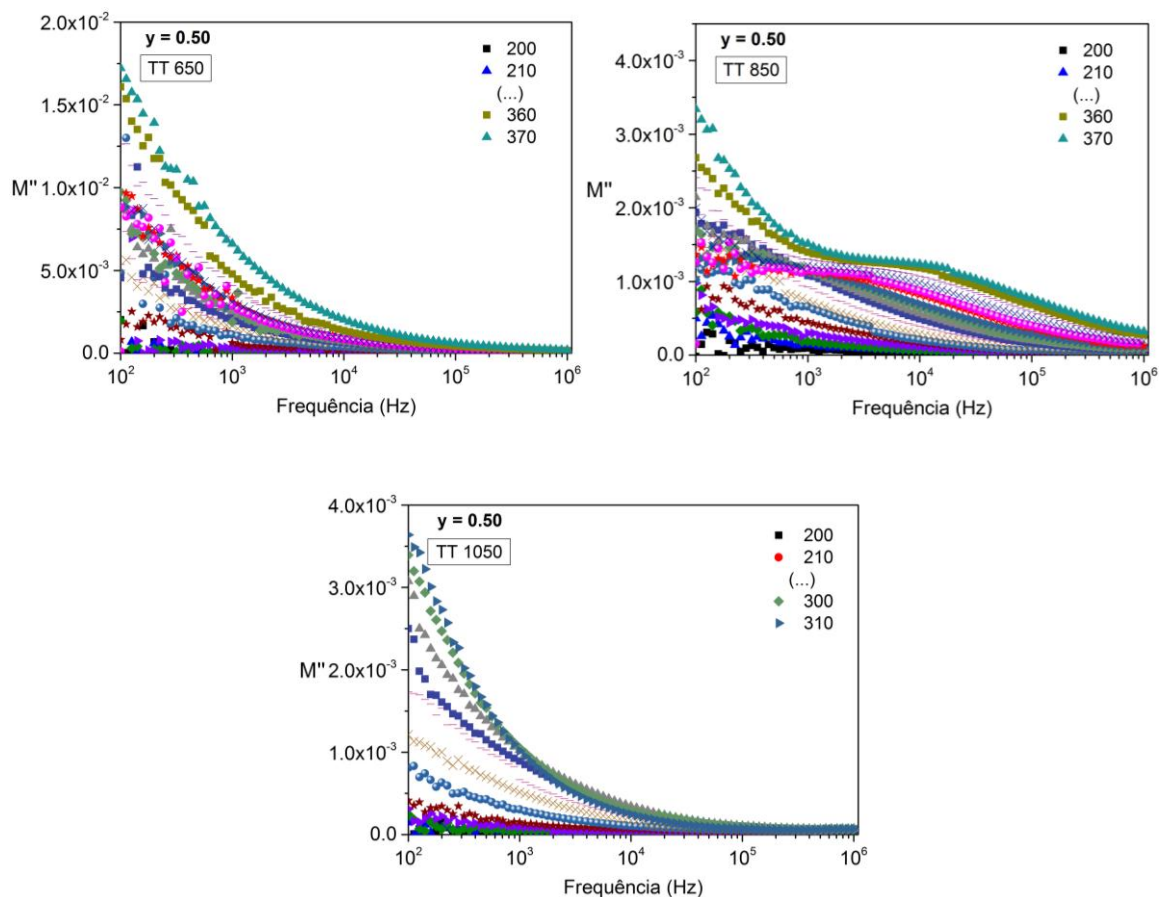 y = 0.50
TT 650
200
210
(...)
360
370
2.0x10⁻²
1.5x10⁻²
1.0x10⁻²
5.0x10⁻³
0.0
M''
10² 10³ 10⁴ 10⁵ 10⁶
Frequência (Hz)
y = 0.50
TT 850
200
210
(...)
360
370
4.0x10⁻³
3.0x10⁻³
2.0x10⁻³
1.0x10⁻³
0.0
M''
10² 10³ 10⁴ 10⁵ 10⁶
Frequência (Hz)
y = 0.50
TT 1050
200
210
(...)
300
310
4.0x10⁻³
3.0x10⁻³
2.0x10⁻³
1.0x10⁻³
0.0
M''
10² 10³ 10⁴ 10⁵ 10⁶
Frequência (Hz)